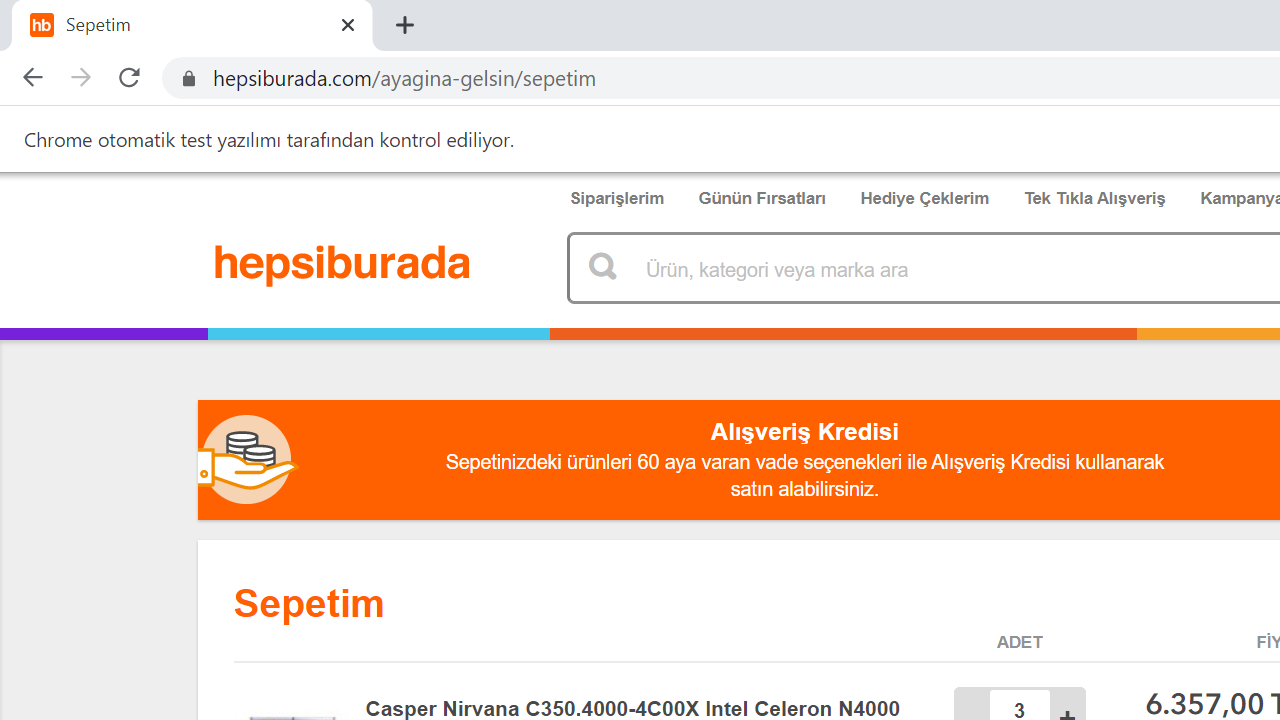 hb Sepetim
hepsiburada.com/ayagina-gelsin/sepetim
Chrome otomatik test yazılımı tarafından kontrol ediliyor.
Siparişlerim Günün Fırsatları Hediye Çeklerim Tek Tıkla Alışveriş Kampanya
hepsiburada
Ürün, kategori veya marka ara
Alışveriş Kredisi
Sepetinizdeki ürünleri 60 aya varan vade seçenekleri ile Alışveriş Kredisi kullanarak
satın alabilirsiniz.
Sepetim
ADET FİY
Casper Nirvana C350.4000-4C00X Intel Celeron N4000 3 + 6.357,00 T